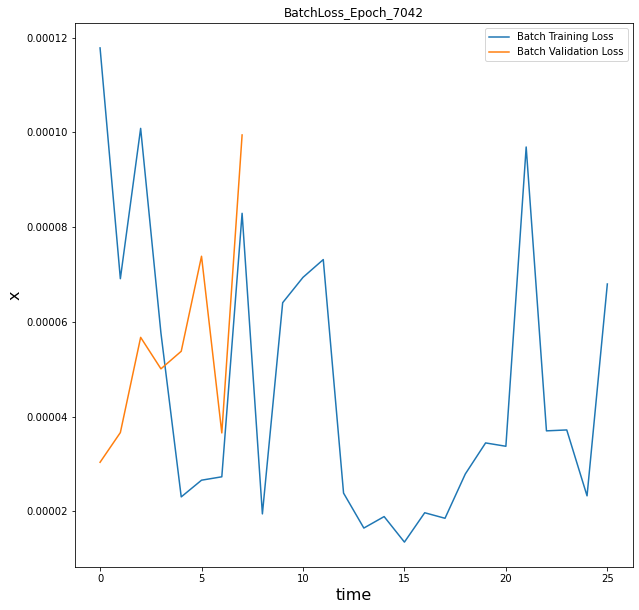 BatchLoss_Epoch_7042
Batch Training Loss
Batch Validation Loss
0.00012
0.00010
0.00008
0.00006
0.00004
0.00002
x
0 5 10 15 20 25
time